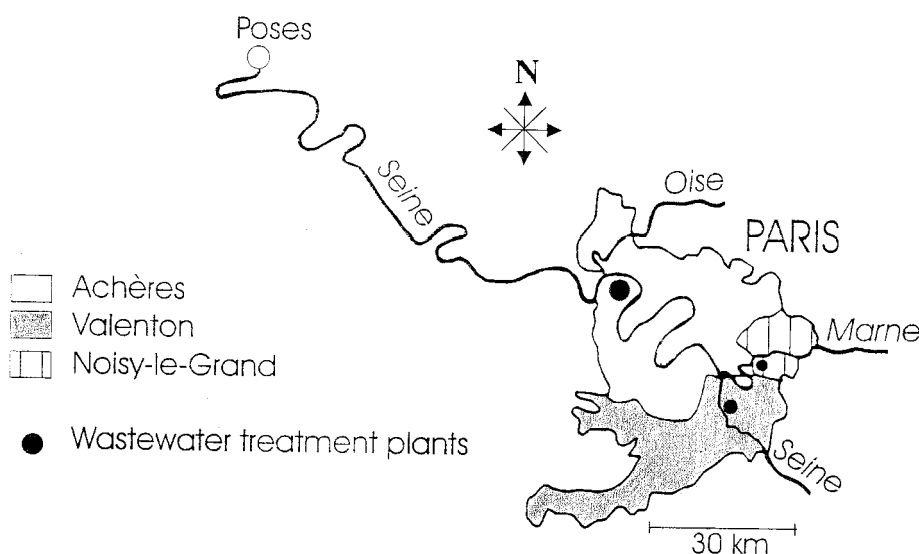 Poses
N
Seine
Oise
PARIS
Achères
Valenton
Noisy-le-Grand
Marne
Wastewater treatment plants
Seine
30 km